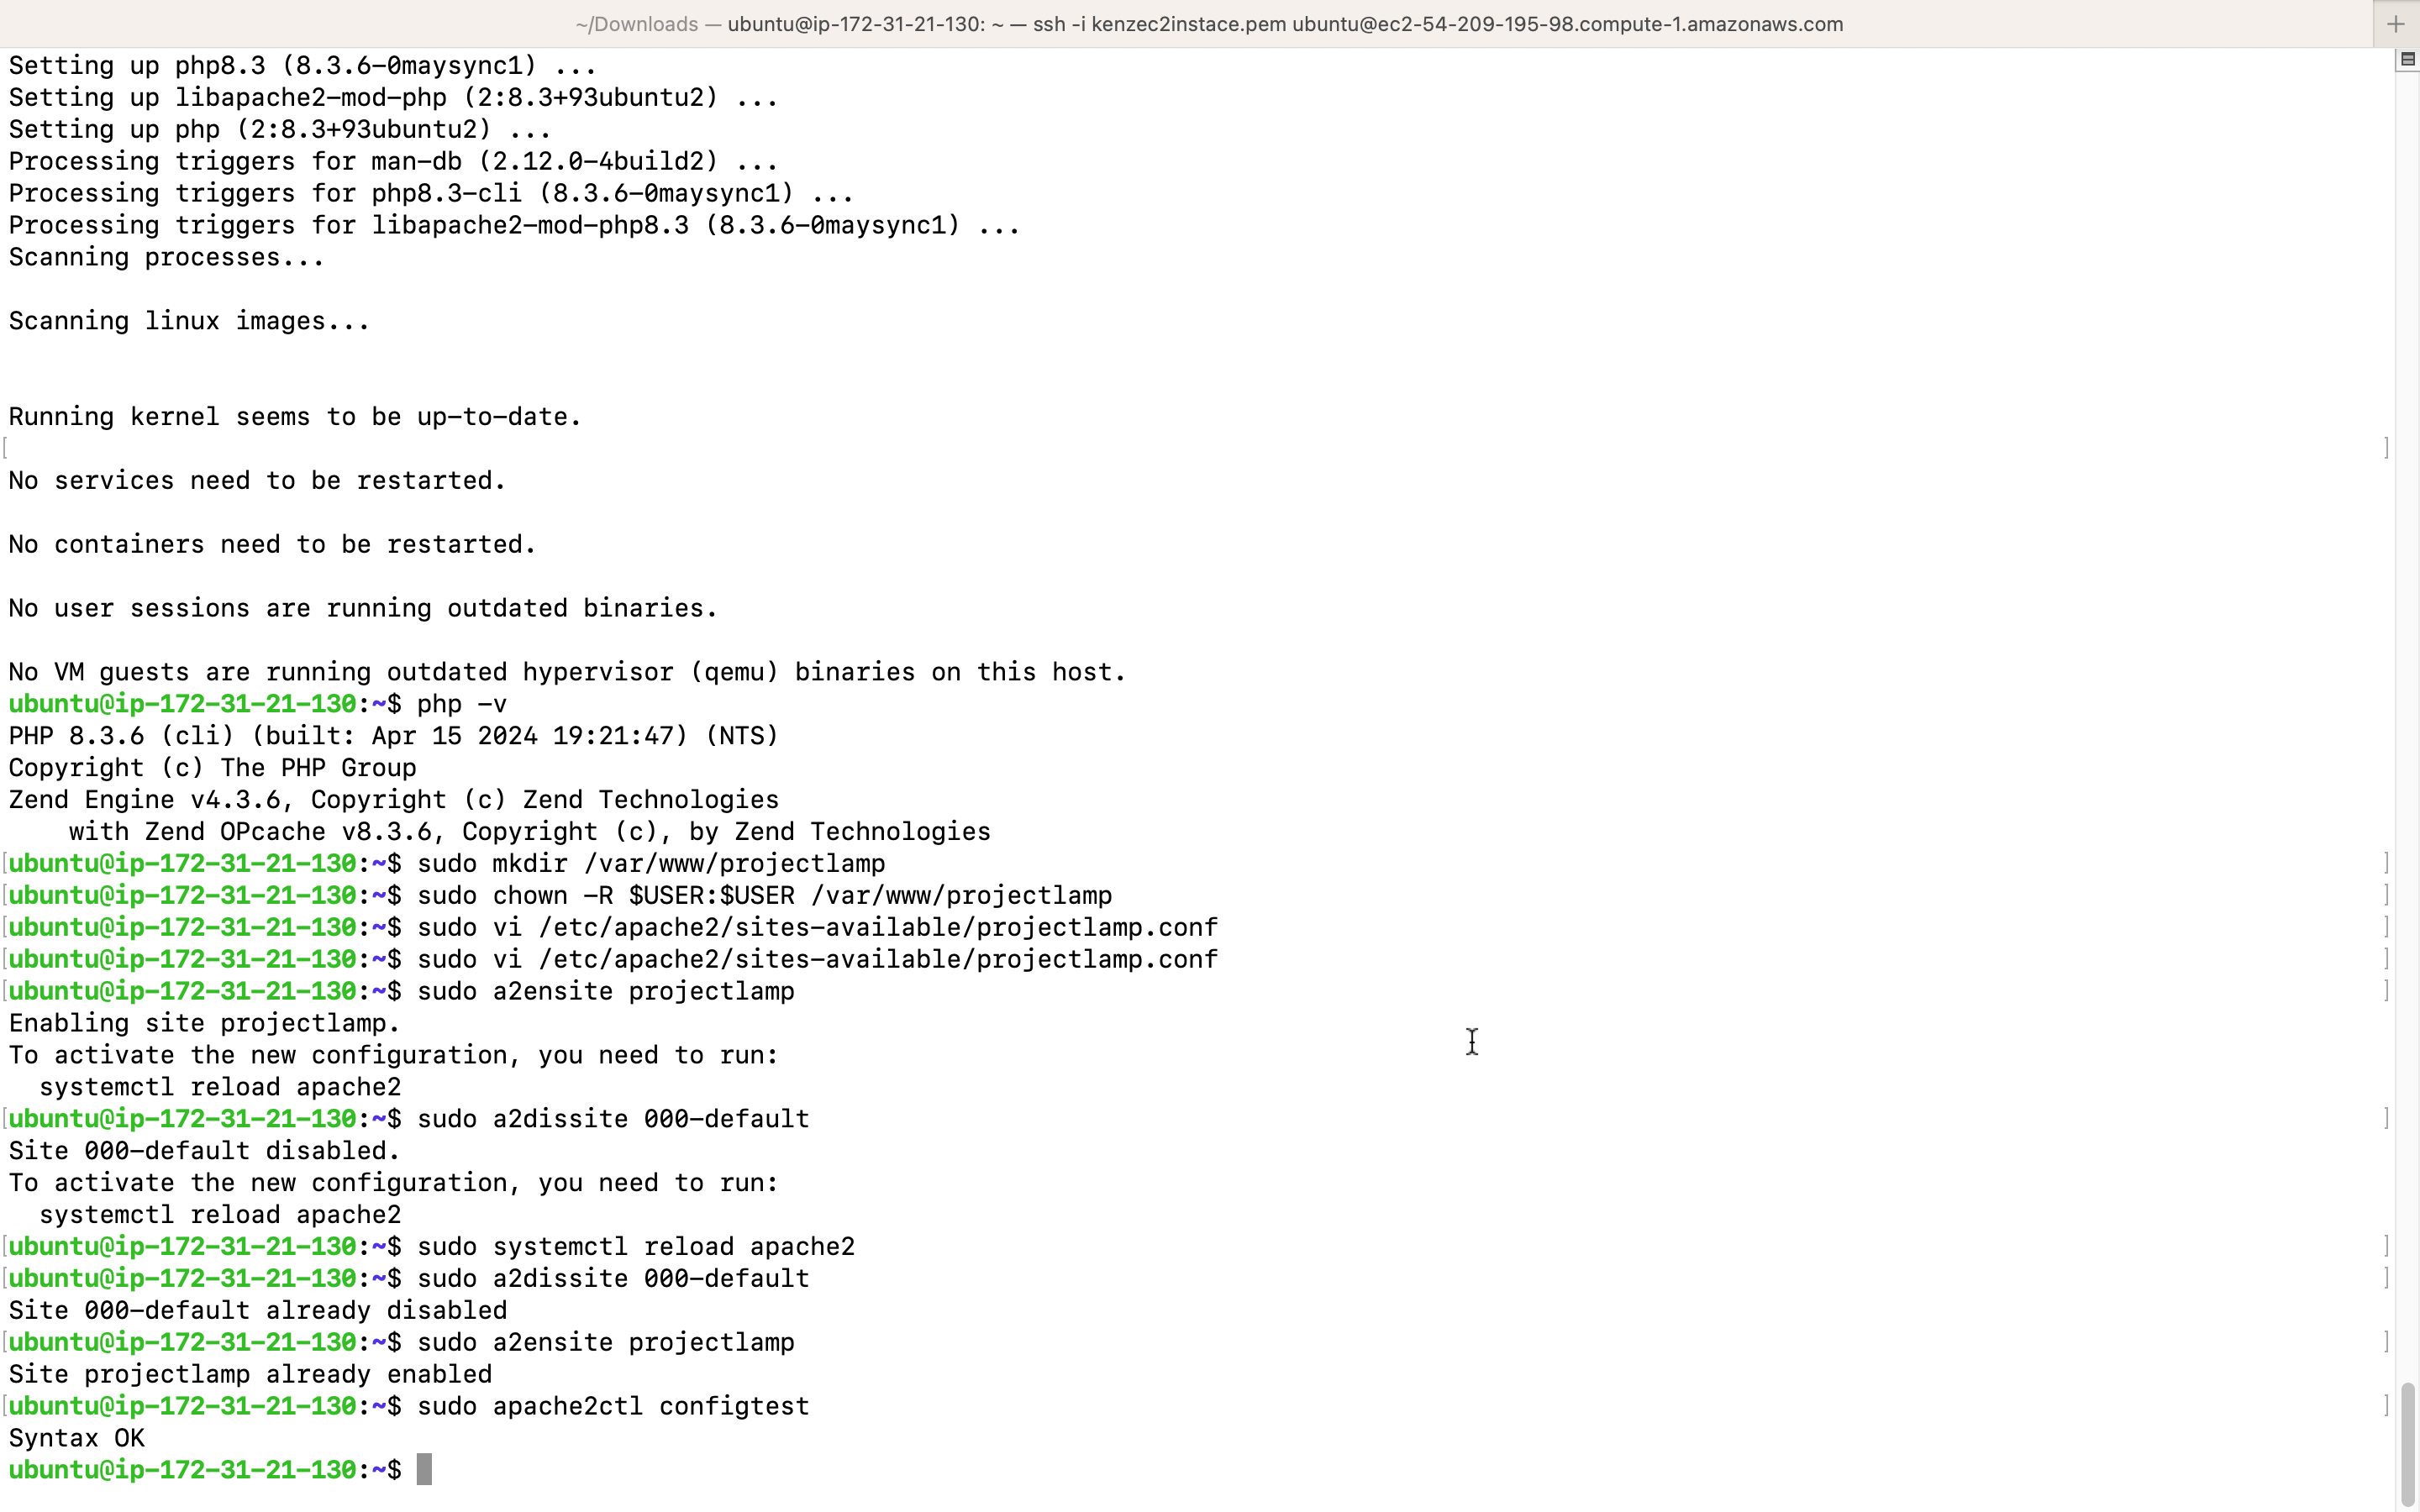 ~/Downloads — ubuntu@ip-172-31-21-130: ~ — ssh -i kenzec2instace.pem ubuntu@ec2-54-209-195-98.compute-1.amazonaws.com
Setting up php8.3 (8.3.6-0maysync1) ...
Setting up libapache2-mod-php (2:8.3+93ubuntu2) ...
Setting up php (2:8.3+93ubuntu2) ...
Processing triggers for man-db (2.12.0-4build2) ...
Processing triggers for php8.3-cli (8.3.6-0maysync1) ...
Processing triggers for libapache2-mod-php8.3 (8.3.6-0maysync1) ...
Scanning processes...
Scanning linux images...
Running kernel seems to be up-to-date.
No services need to be restarted.
No containers need to be restarted.
No user sessions are running outdated binaries.
No VM guests are running outdated hypervisor (qemu) binaries on this host.
ubuntu@ip-172-31-21-130:~$ php -v
PHP 8.3.6 (cli) (built: Apr 15 2024 19:21:47) (NTS)
Copyright (c) The PHP Group
Zend Engine v4.3.6, Copyright (c) Zend Technologies
    with Zend OPcache v8.3.6, Copyright (c), by Zend Technologies
ubuntu@ip-172-31-21-130:~$ sudo mkdir /var/www/projectlamp
ubuntu@ip-172-31-21-130:~$ sudo chown -R $USER:$USER /var/www/projectlamp
ubuntu@ip-172-31-21-130:~$ sudo vi /etc/apache2/sites-available/projectlamp.conf
ubuntu@ip-172-31-21-130:~$ sudo vi /etc/apache2/sites-available/projectlamp.conf
ubuntu@ip-172-31-21-130:~$ sudo a2ensite projectlamp
Enabling site projectlamp.
To activate the new configuration, you need to run:
  systemctl reload apache2
ubuntu@ip-172-31-21-130:~$ sudo a2dissite 000-default
Site 000-default disabled.
To activate the new configuration, you need to run:
  systemctl reload apache2
ubuntu@ip-172-31-21-130:~$ sudo systemctl reload apache2
ubuntu@ip-172-31-21-130:~$ sudo a2dissite 000-default
Site 000-default already disabled
ubuntu@ip-172-31-21-130:~$ sudo a2ensite projectlamp
Site projectlamp already enabled
ubuntu@ip-172-31-21-130:~$ sudo apache2ctl configtest
Syntax OK
ubuntu@ip-172-31-21-130:~$